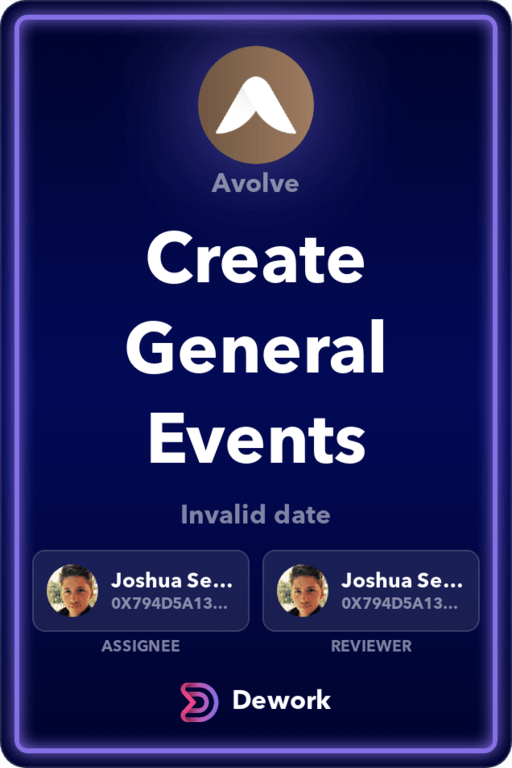 Avolve
Create
General
Events
Invalid date
Joshua Se...
0X794D5A13...
ASSIGNEE
Joshua Se...
0X794D5A13...
REVIEWER
Dework